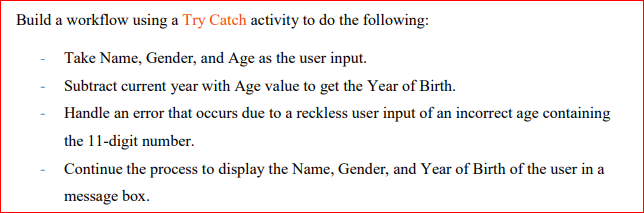 Build a workflow using a Try Catch activity to do the following:
- Take Name, Gender, and Age as the user input.
- Subtract current year with Age value to get the Year of Birth.
- Handle an error that occurs due to a reckless user input of an incorrect age containing
the 11-digit number.
- Continue the process to display the Name, Gender, and Year of Birth of the user in a
message box.